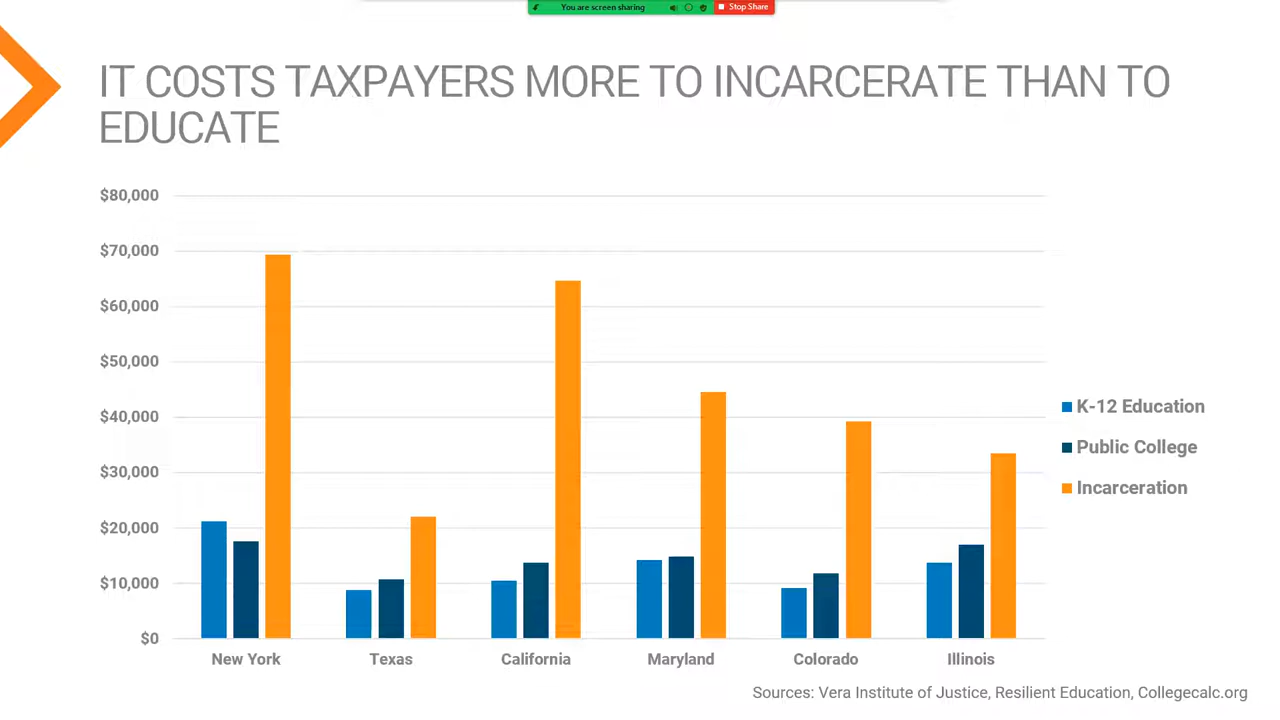 You are screen sharing
Stop Share
IT COSTS TAXPAYERS MORE TO INCARCERATE THAN TO
EDUCATE
$80,000
$70,000
$60,000
$50,000
$40,000
$30,000
$20,000
$10,000
$0
New York
Texas
California
Maryland
Colorado
Illinois
K-12 Education
Public College
Incarceration
Sources: Vera Institute of Justice, Resilient Education, Collegecalc.org